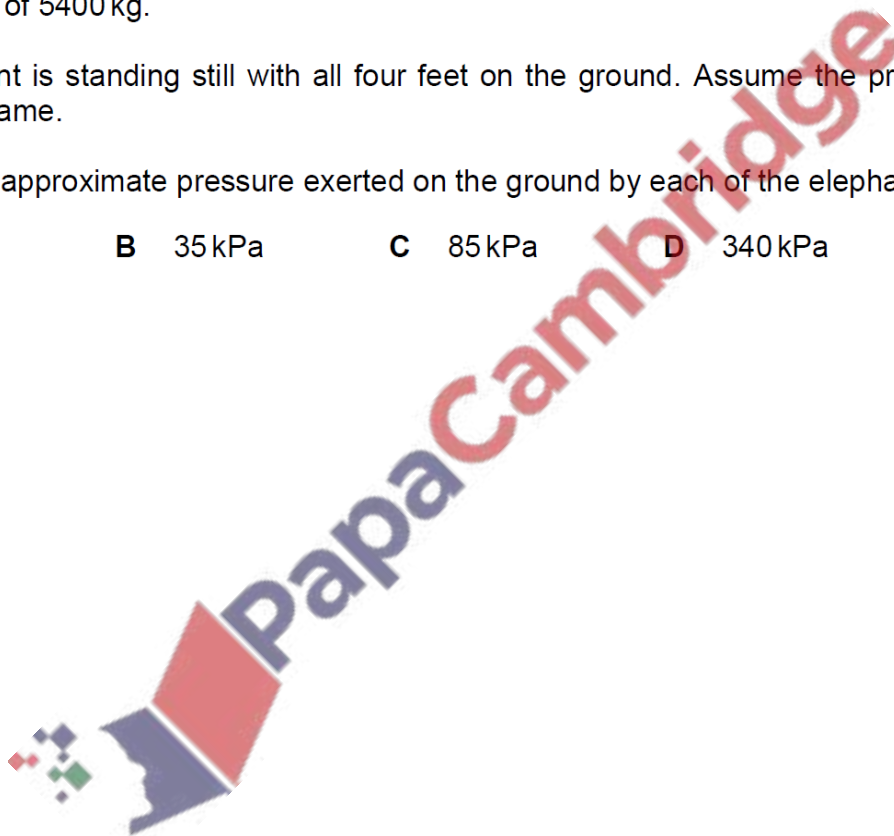 of 5400 kg.
nt is standing still with all four feet on the ground. Assume the pr
ame.
approximate pressure exerted on the ground by each of the elepha
B 35 kPa C 85 kPa D 340 kPa
PapaCambridge